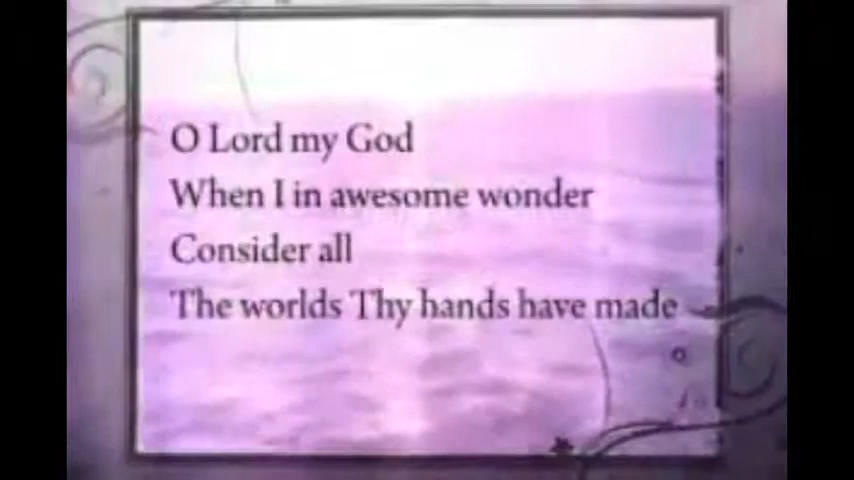 O Lord my God
When I in awesome wonder
Consider all
The worlds Thy hands have made